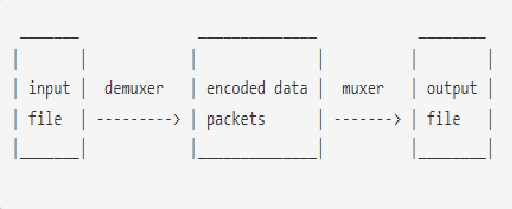 input demuxer encoded data muxer output
file ---------> packets -------> file